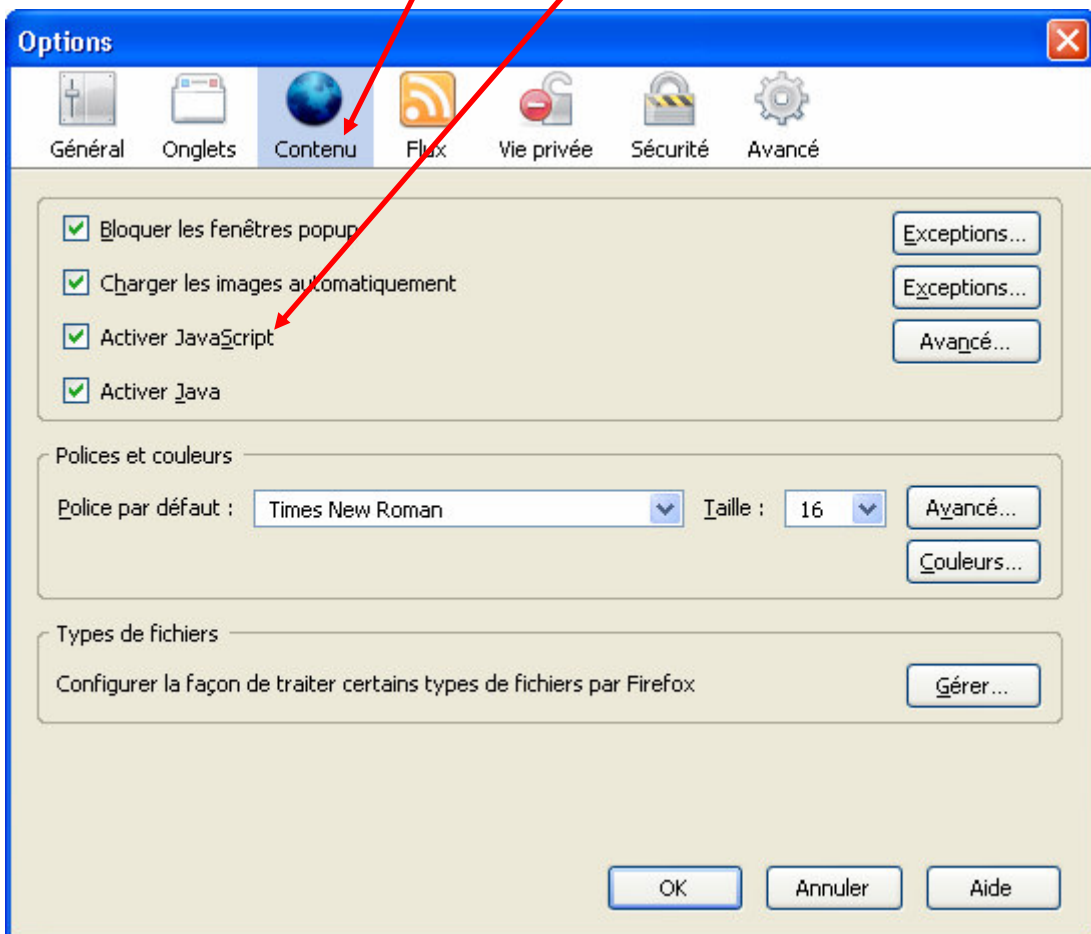 Options
Général Onglets Contenu Flux Vie privée Sécurité Avancé
Bloquer les fenêtres popup Exceptions...
Charger les images automatiquement Exceptions...
Activer JavaScript Avancé...
Activer Java
Polices et couleurs
Police par défaut : Times New Roman Taille : 16 Avancé...
Couleurs...
Types de fichiers
Configurer la façon de traiter certains types de fichiers par Firefox Gérer...
OK Annuler Aide